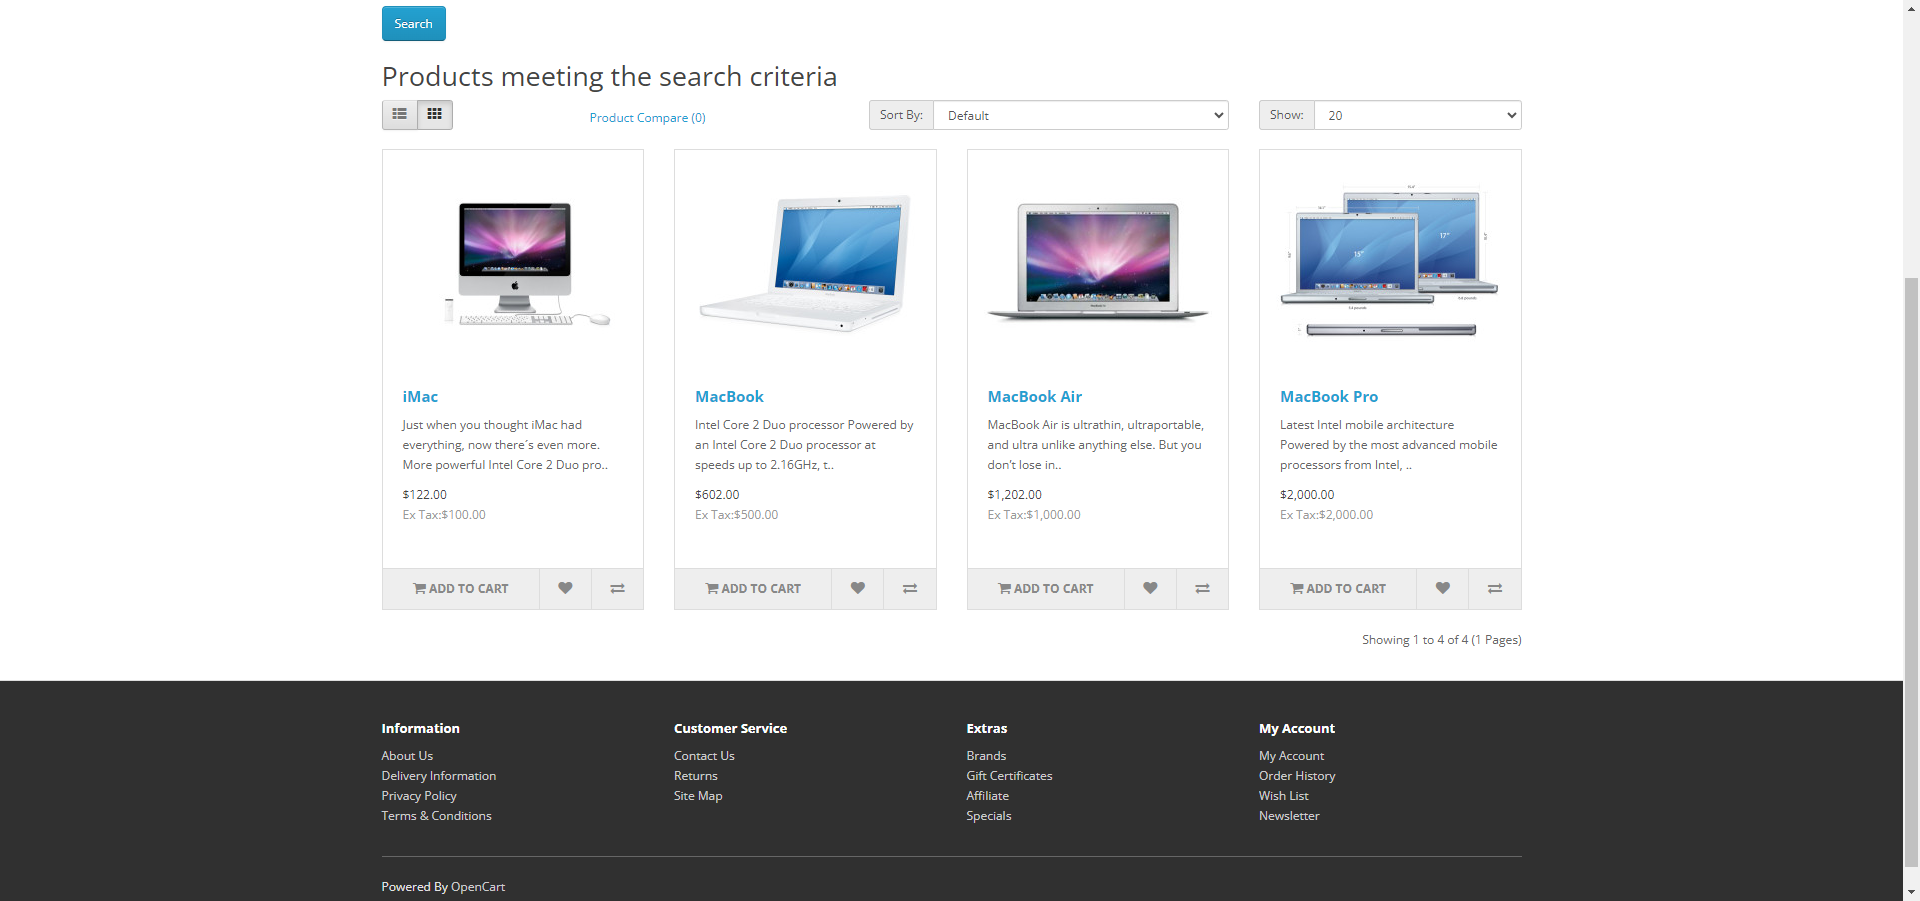 Search
Products meeting the search criteria
Product Compare (0)
Sort By:
Default
Show:
20
15"
17"
iMac
Just when you thought iMac had
everything, now there´s even more.
More powerful Intel Core 2 Duo pro..
$122.00
Ex Tax:$100.00
ADD TO CART
MacBook
Intel Core 2 Duo processor Powered by
an Intel Core 2 Duo processor at
speeds up to 2.16GHz, t..
$602.00
Ex Tax:$500.00
ADD TO CART
MacBook Air
MacBook Air is ultrathin, ultraportable,
and ultra unlike anything else. But you
don't lose in..
$1,202.00
Ex Tax:$1,000.00
ADD TO CART
MacBook Pro
Latest Intel mobile architecture
Powered by the most advanced mobile
processors from Intel, ..
$2,000.00
Ex Tax:$2,000.00
ADD TO CART
Showing 1 to 4 of 4 (1 Pages)
Information
About Us
Delivery Information
Privacy Policy
Terms & Conditions
Customer Service
Contact Us
Returns
Site Map
Extras
Brands
Gift Certificates
Affiliate
Specials
My Account
My Account
Order History
Wish List
Newsletter
Powered By OpenCart